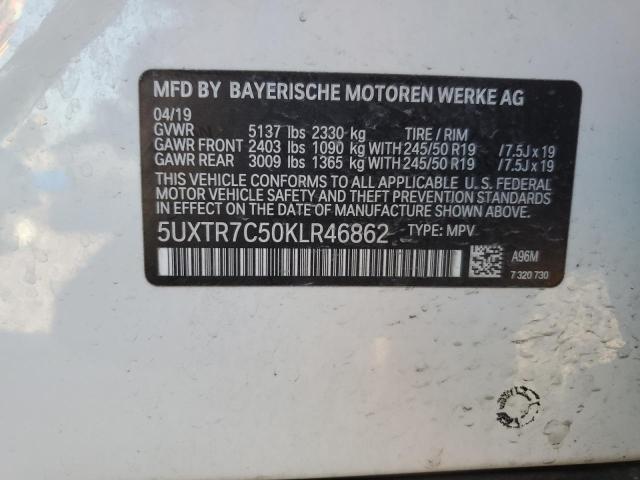 MFD BY BAYERISCHE MOTOREN WERKE AG
04/19
GVWR 5137 lbs 2330 kg TIRE / RIM
GAWR FRONT 2403 lbs 1090 kg WITH 245/50 R19 /7.5J x 19
GAWR REAR 3009 lbs 1365 kg WITH 245/50 R19 /7.5J x 19
THIS VEHICLE CONFORMS TO ALL APPLICABLE U. S. FEDERAL
MOTOR VEHICLE SAFETY AND THEFT PREVENTION STANDARDS
IN EFFECT ON THE DATE OF MANUFACTURE SHOWN ABOVE.
5UXTR7C50KLR46862 TYPE: MPV
A96M
7 320 730